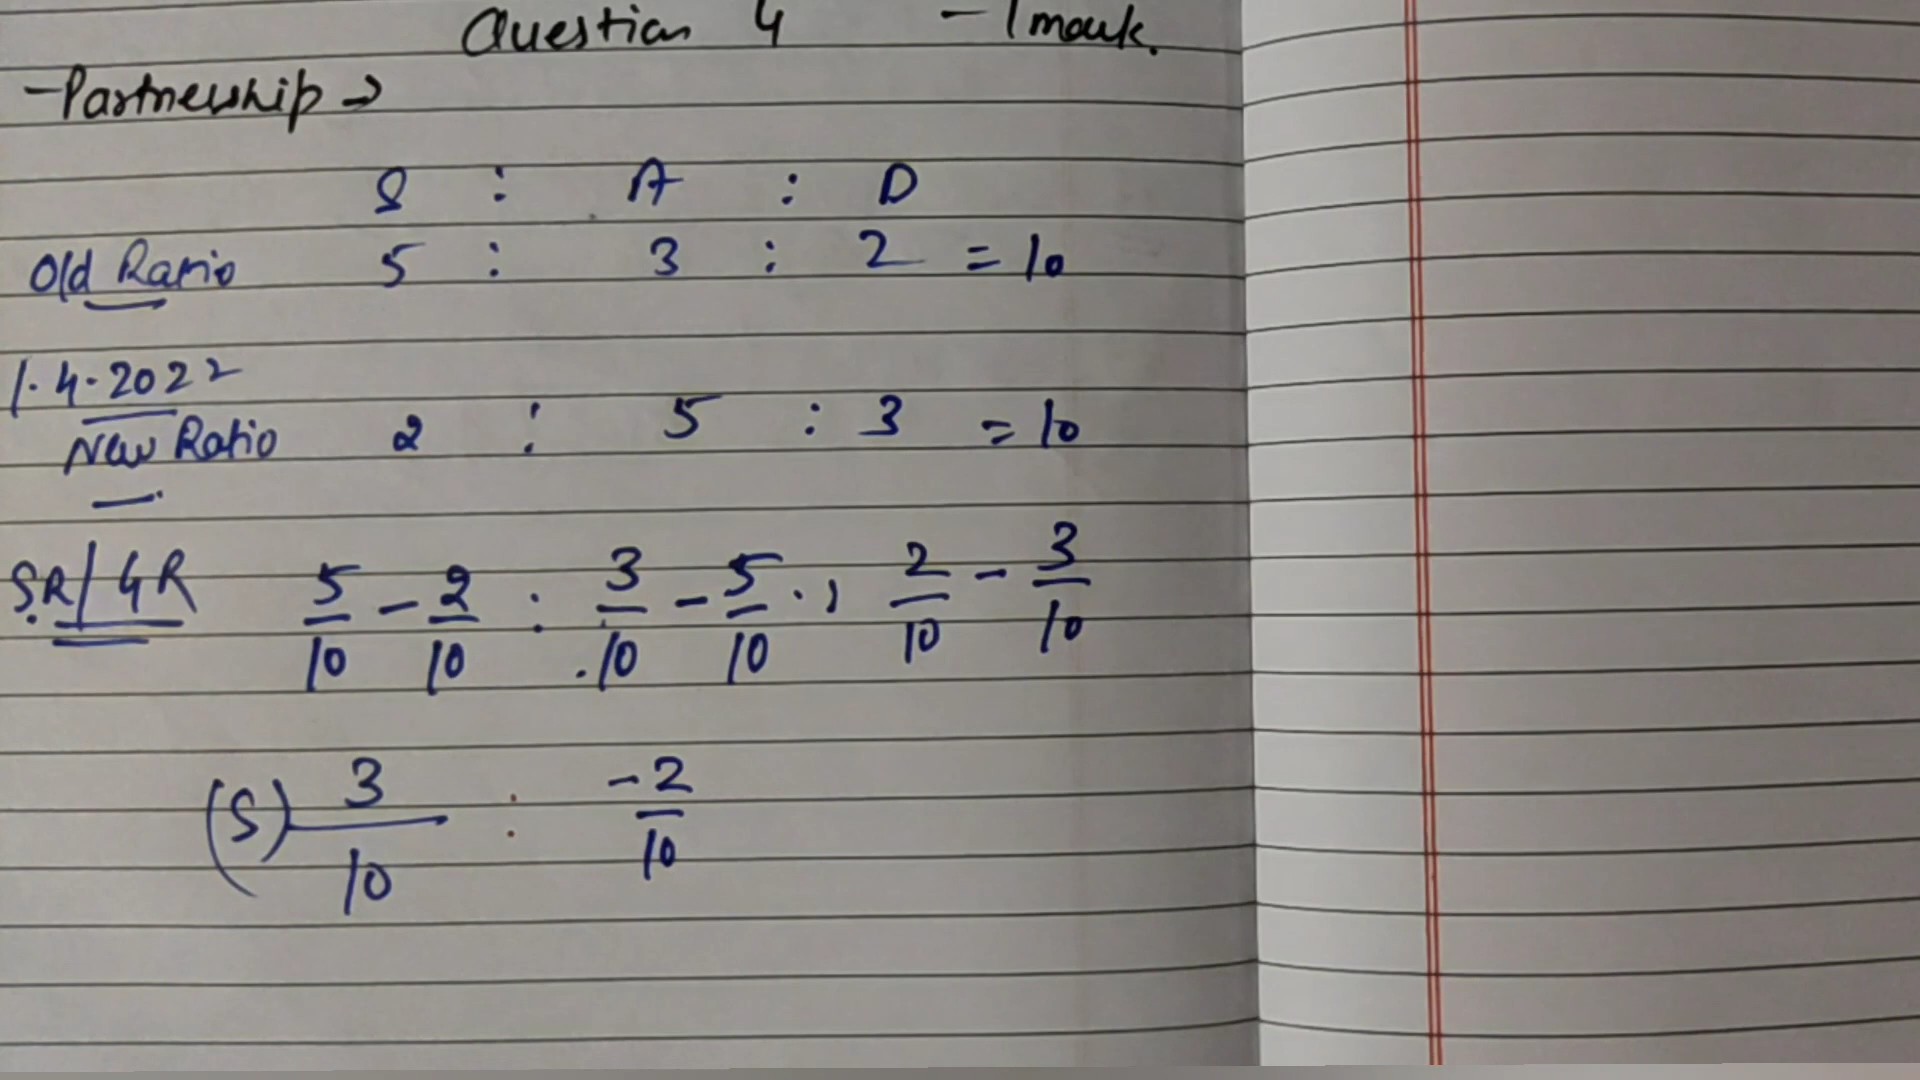 Question 4 - 1 mark.
- Partnership →
S : A : D
Old Ratio 5 : 3 : 2 = 10
1.4.2022
New Ratio 2 : 5 : 3 = 10
SR/GR 5/10 - 2/10 : 3/10 - 5/10 : 2/10 - 3/10
(S) 3/10 : -2/10